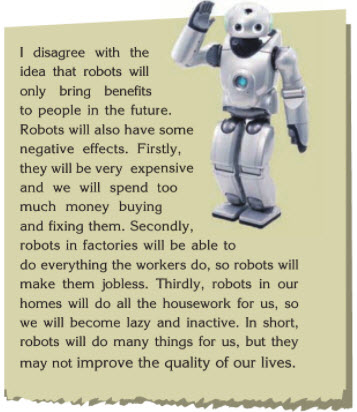 I disagree with the
idea that robots will
only bring benefits
to people in the future.
Robots will also have some
negative effects. Firstly,
they will be very expensive
and we will spend too
much money buying
and fixing them. Secondly,
robots in factories will be able to
do everything the workers do, so robots will
make them jobless. Thirdly, robots in our
homes will do all the housework for us, so
we will become lazy and inactive. In short,
robots will do many things for us, but they
may not improve the quality of our lives.